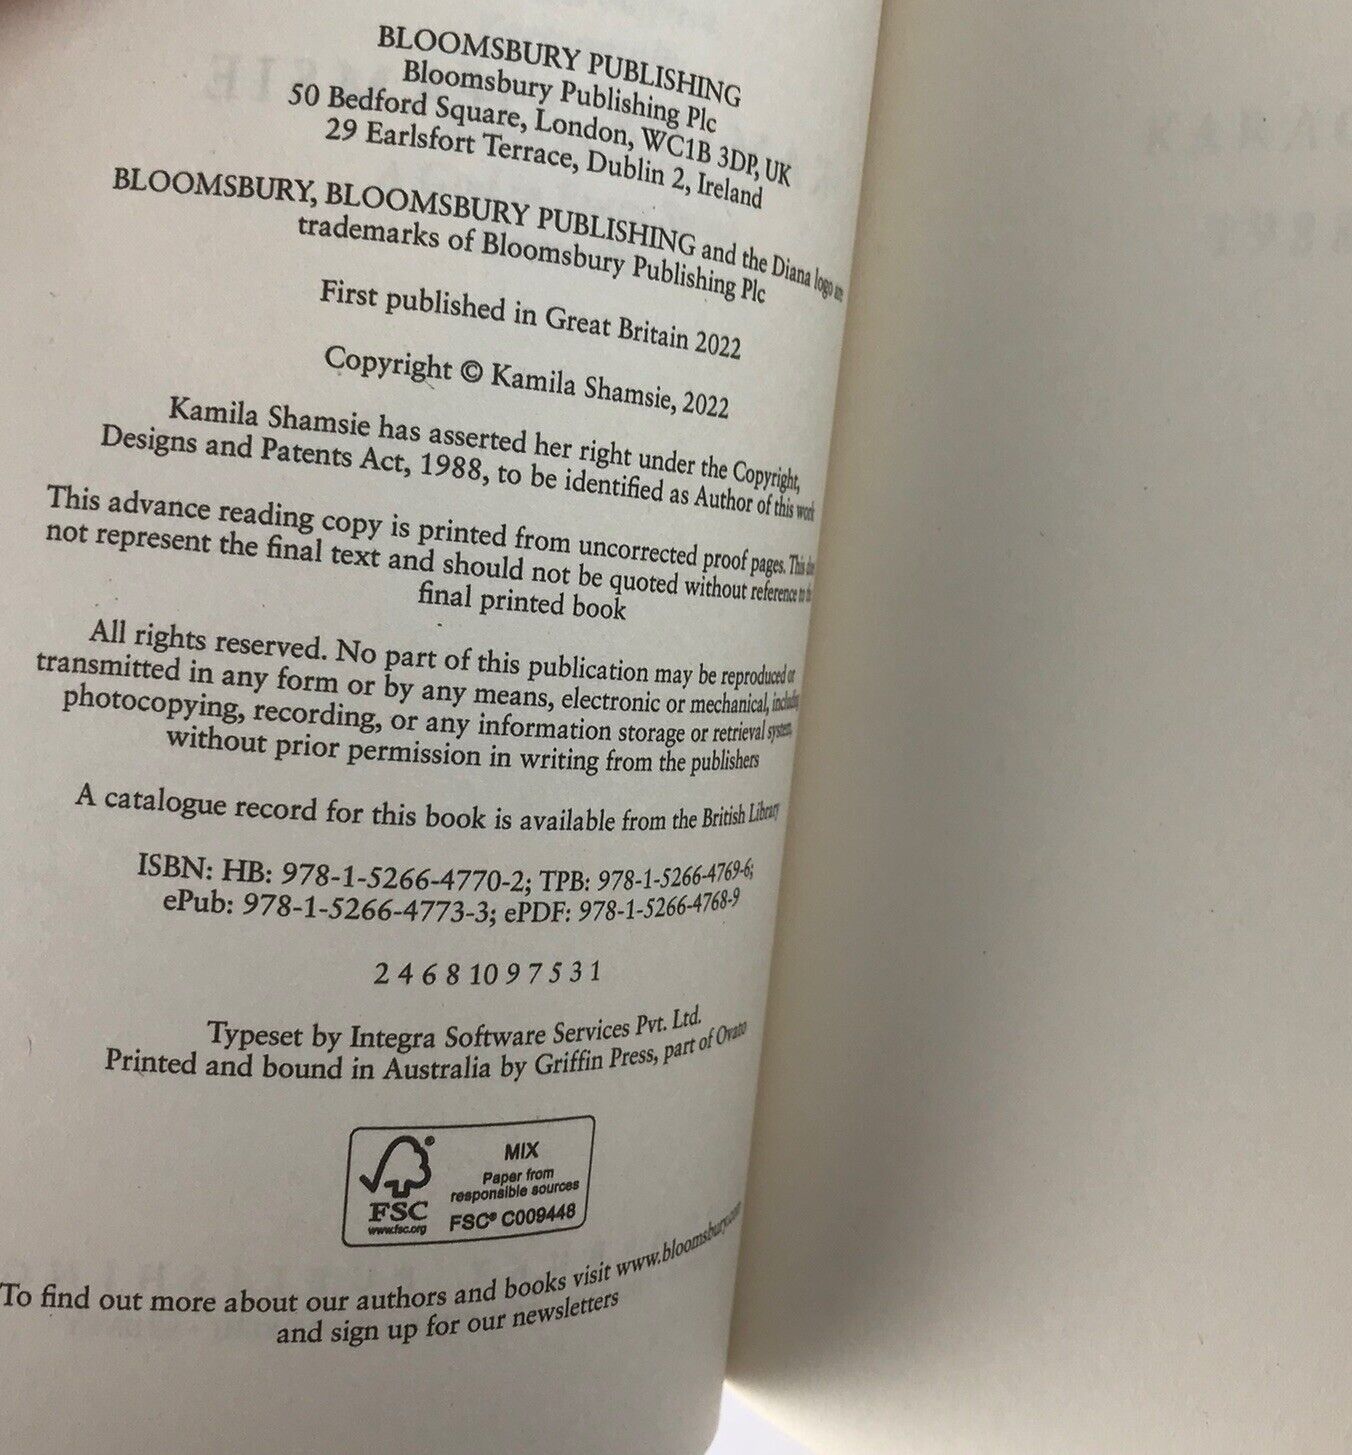 BLOOMSBURY PUBLISHING
Bloomsbury Publishing Plc
50 Bedford Square, London, WC1B 3DP, UK
29 Earlsfort Terrace, Dublin 2, Ireland
BLOOMSBURY, BLOOMSBURY PUBLISHING and the Diana logo are
trademarks of Bloomsbury Publishing Plc
First published in Great Britain 2022
Copyright © Kamila Shamsie, 2022
Kamila Shamsie has asserted her right under the Copyright,
Designs and Patents Act, 1988, to be identified as Author of this work
This advance reading copy is printed from uncorrected proof pages. This does
not represent the final text and should not be quoted without reference to the
final printed book
All rights reserved. No part of this publication may be reproduced or
transmitted in any form or by any means, electronic or mechanical, including
photocopying, recording, or any information storage or retrieval system,
without prior permission in writing from the publishers
A catalogue record for this book is available from the British Library
ISBN: HB: 978-1-5266-4770-2; TPB: 978-1-5266-4769-6;
ePub: 978-1-5266-4773-3; ePDF: 978-1-5266-4768-9
2 4 6 8 10 9 7 5 3 1
Typeset by Integra Software Services Pvt. Ltd.
Printed and bound in Australia by Griffin Press, part of Ovato
MIX
Paper from
responsible sources
FSC® C009448
FSC
www.fsc.org
To find out more about our authors and books visit www.bloomsbury.com
and sign up for our newsletters